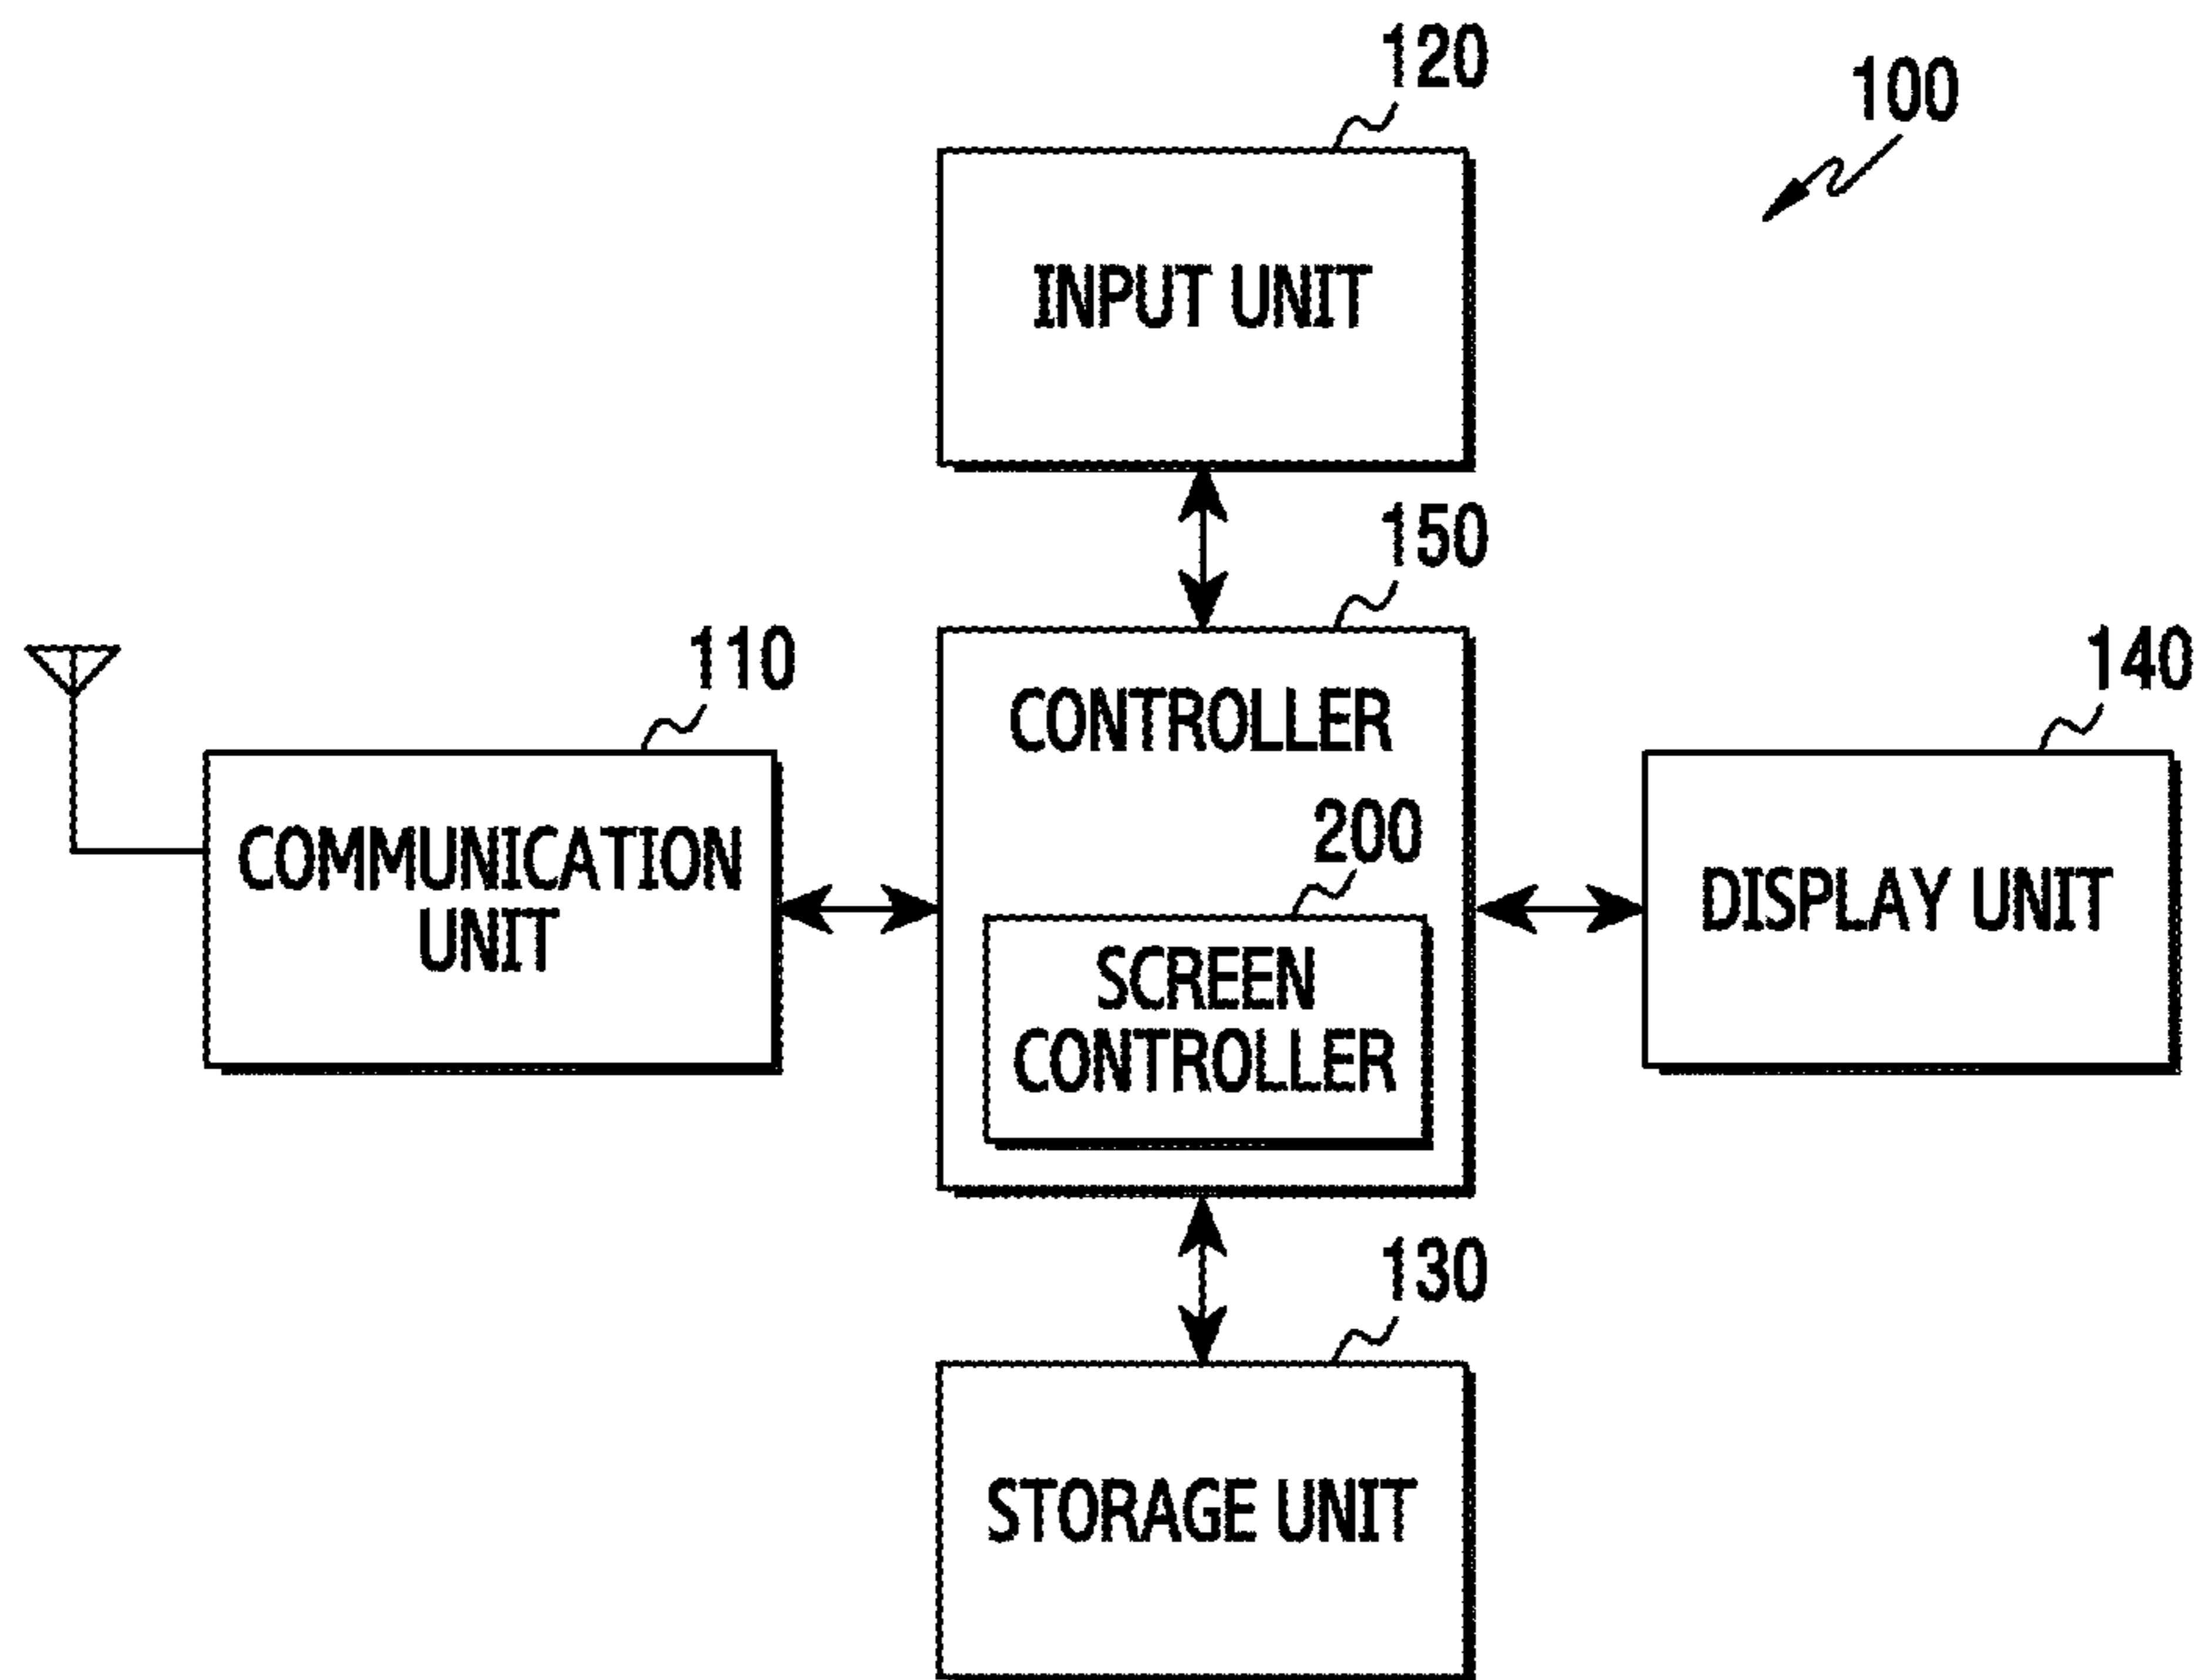 120
100
INPUT UNIT
150
110
140
CONTROLLER
200
COMMUNICATION
UNIT
DISPLAY UNIT
SCREEN
CONTROLLER
130
STORAGE UNIT